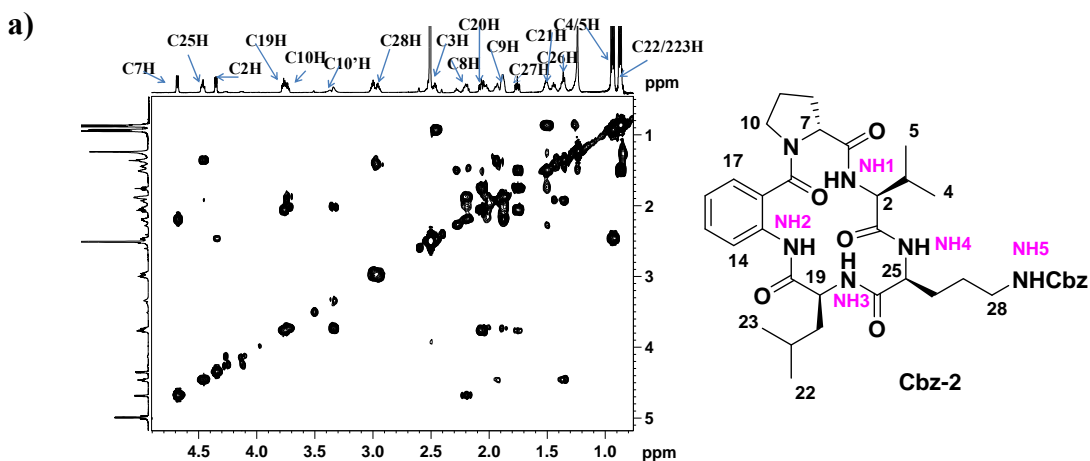 a)
C7H
C25H
C2H
C19H
C10H
C10'H
C28H
C3H
C8H
C20H
C9H
C27H
C21H
C26H
C4/5H
C22/223H
ppm
1
2
3
4
5
4.5 4.0 3.5 3.0 2.5 2.0 1.5 1.0 ppm
10
7
N
O
5
17
O
NH1
NH
4
2
NH2
O
NH4
NH
NH5
14
NH
H
25
NHCbz
19
N
O
NH3
28
23
O
22
Cbz-2